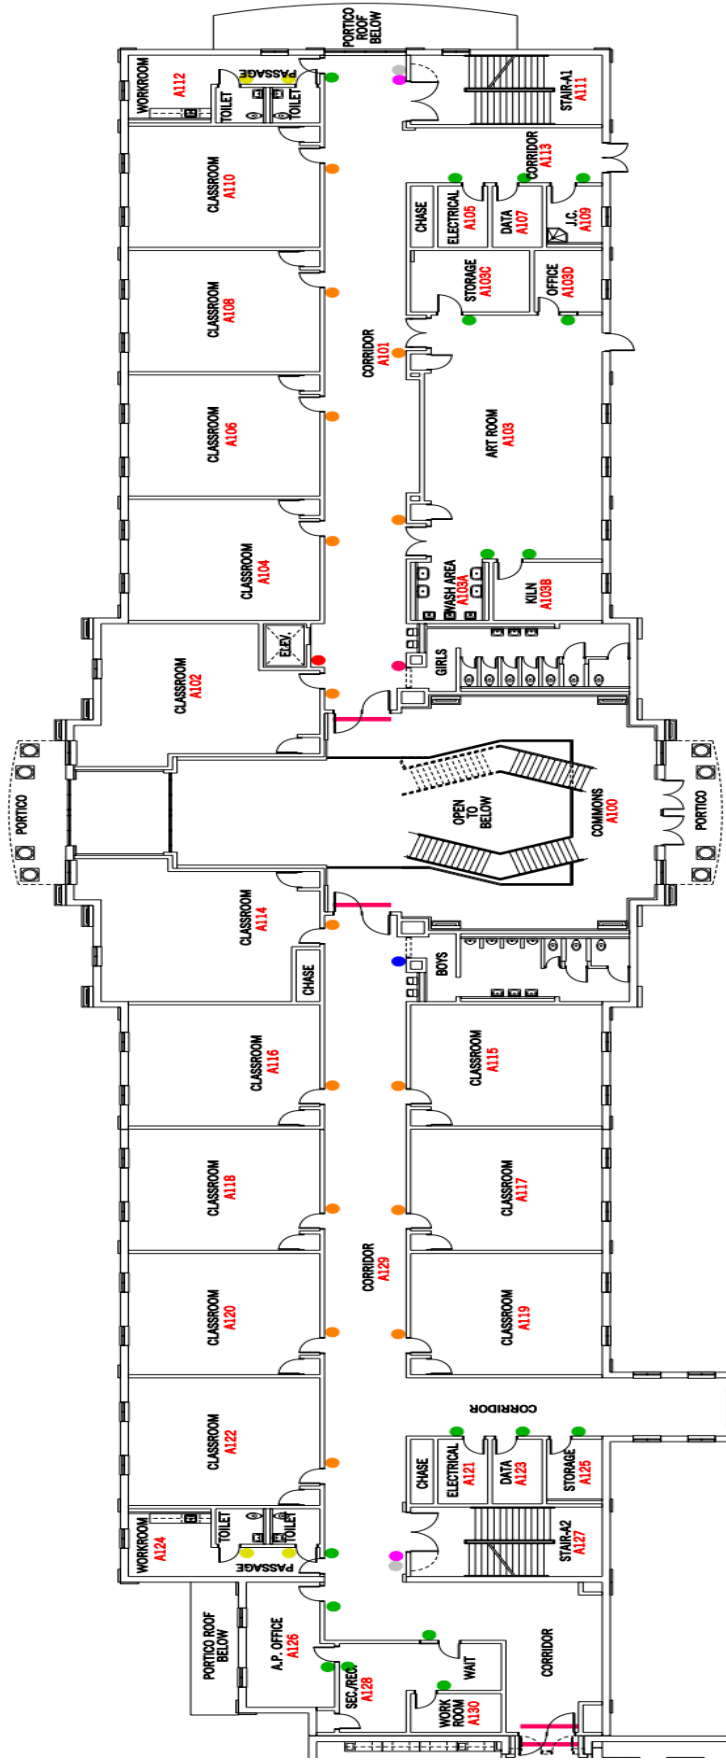 PORTICO
ROOF
BELOW
WORKROOM
A112
PASSAGE
TOILET
TOILET
STAIR-A1
A111
CORRIDOR
A113
CLASSROOM
A110
CHASE
ELECTRICAL
A105
DATA
A107
J.C.
A109
CLASSROOM
A108
STORAGE
A103C
OFFICE
A103D
CORRIDOR
A101
CLASSROOM
A106
ART ROOM
A103
CLASSROOM
A104
WASH AREA
A103A
KILN
A103B
ELEV.
GIRLS
CLASSROOM
A102
PORTICO
OPEN
TO
BELOW
COMMONS
A100
PORTICO
CLASSROOM
A114
CHASE
BOYS
CLASSROOM
A116
CLASSROOM
A115
CLASSROOM
A118
CLASSROOM
A117
CORRIDOR
A129
CLASSROOM
A120
CLASSROOM
A119
CORRIDOR
CLASSROOM
A122
CHASE
ELECTRICAL
A121
DATA
A123
STORAGE
A125
WORKROOM
A124
TOILET
TOILET
PASSAGE
STAIR-A2
A127
PORTICO ROOF
BELOW
A.P. OFFICE
A126
SEC./REC.
A128
WAIT
WORK
ROOM
A130
CORRIDOR